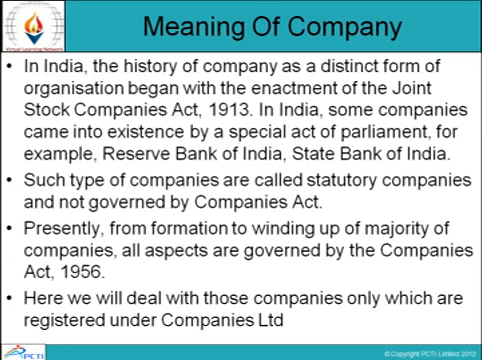 Meaning Of Company
Virtual Learning Network
• In India, the history of company as a distinct form of
organisation began with the enactment of the Joint
Stock Companies Act, 1913. In India, some companies
came into existence by a special act of parliament, for
example, Reserve Bank of India, State Bank of India.
• Such type of companies are called statutory companies
and not governed by Companies Act.
• Presently, from formation to winding up of majority of
companies, all aspects are governed by the Companies
Act, 1956.
• Here we will deal with those companies only which are
registered under Companies Ltd
PCTI
© Copyright PCTI Limited 2012